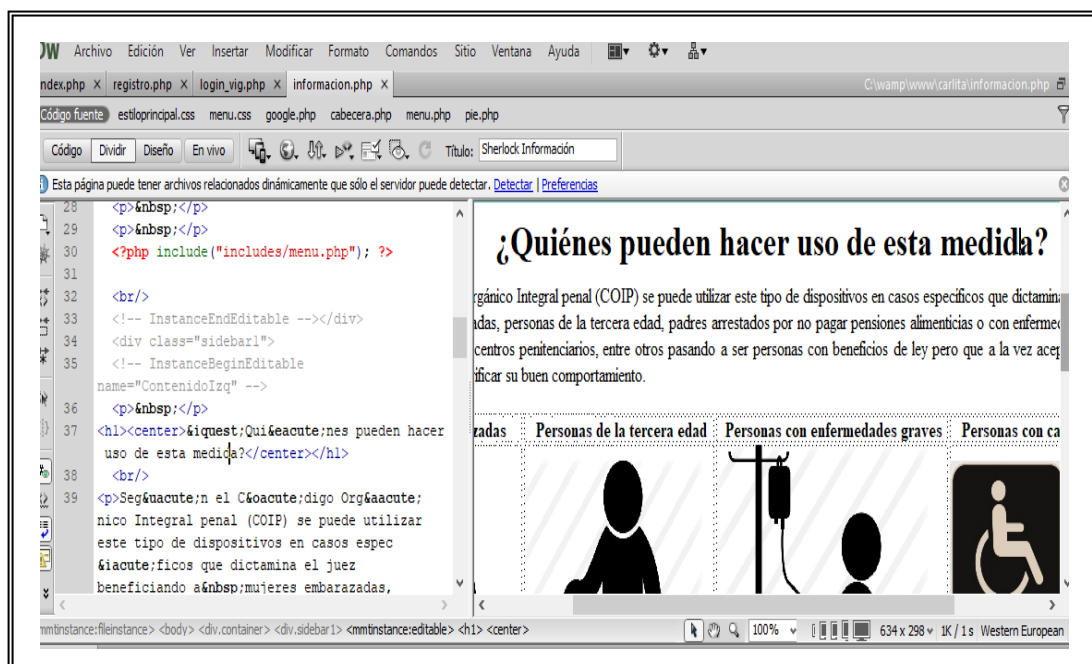 OW Archivo Edición Ver Insertar Modificar Formato Comandos Sitio Ventana Ayuda
ndex.php × registro.php × login_vig.php × informacion.php × C:\wamp\www\carlita\informacion.php
Código fuente estiloprincipal.css menu.css google.php cabecera.php menu.php pie.php
Código Dividir Diseño En vivo Título: Sherlock Información
Esta página puede tener archivos relacionados dinámicamente que sólo el servidor puede detectar. Detectar | Preferencias
28 <p>&nbsp;</p>
29 <p>&nbsp;</p>
30 <?php include("includes/menu.php"); ?>
31
32 <br/>
33 <!-- InstanceEndEditable --></div>
34 <div class="sidebar1">
35 <!-- InstanceBeginEditable
name="ContenidoIzq" -->
36 <p>&nbsp;</p>
37 <h1><center>&iquest;Qui&eacute;nes pueden hacer
uso de esta medida?</center></h1>
38 <br/>
39 <p>Seg&uacute;n el C&oacute;digo Org&aacute;
nico Integral penal (COIP) se puede utilizar
este tipo de dispositivos en casos espec
&iacute;ficos que dictamina el juez
beneficiando a&nbsp;mujeres embarazadas,
¿Quiénes pueden hacer uso de esta medida?
rgánico Integral penal (COIP) se puede utilizar este tipo de dispositivos en casos específicos que dictamina
adas, personas de la tercera edad, padres arrestados por no pagar pensiones alimenticias o con enfermed
centros penitenciarios, entre otros pasando a ser personas con beneficios de ley pero que a la vez acep
ificar su buen comportamiento.
zadas Personas de la tercera edad Personas con enfermedades graves Personas con ca
mmtinstance:fileinstance> <body> <div.container> <div.sidebar1> <mmtinstance:editable> <h1> <center> 100% 634 x 298 1K / 1 s Western European